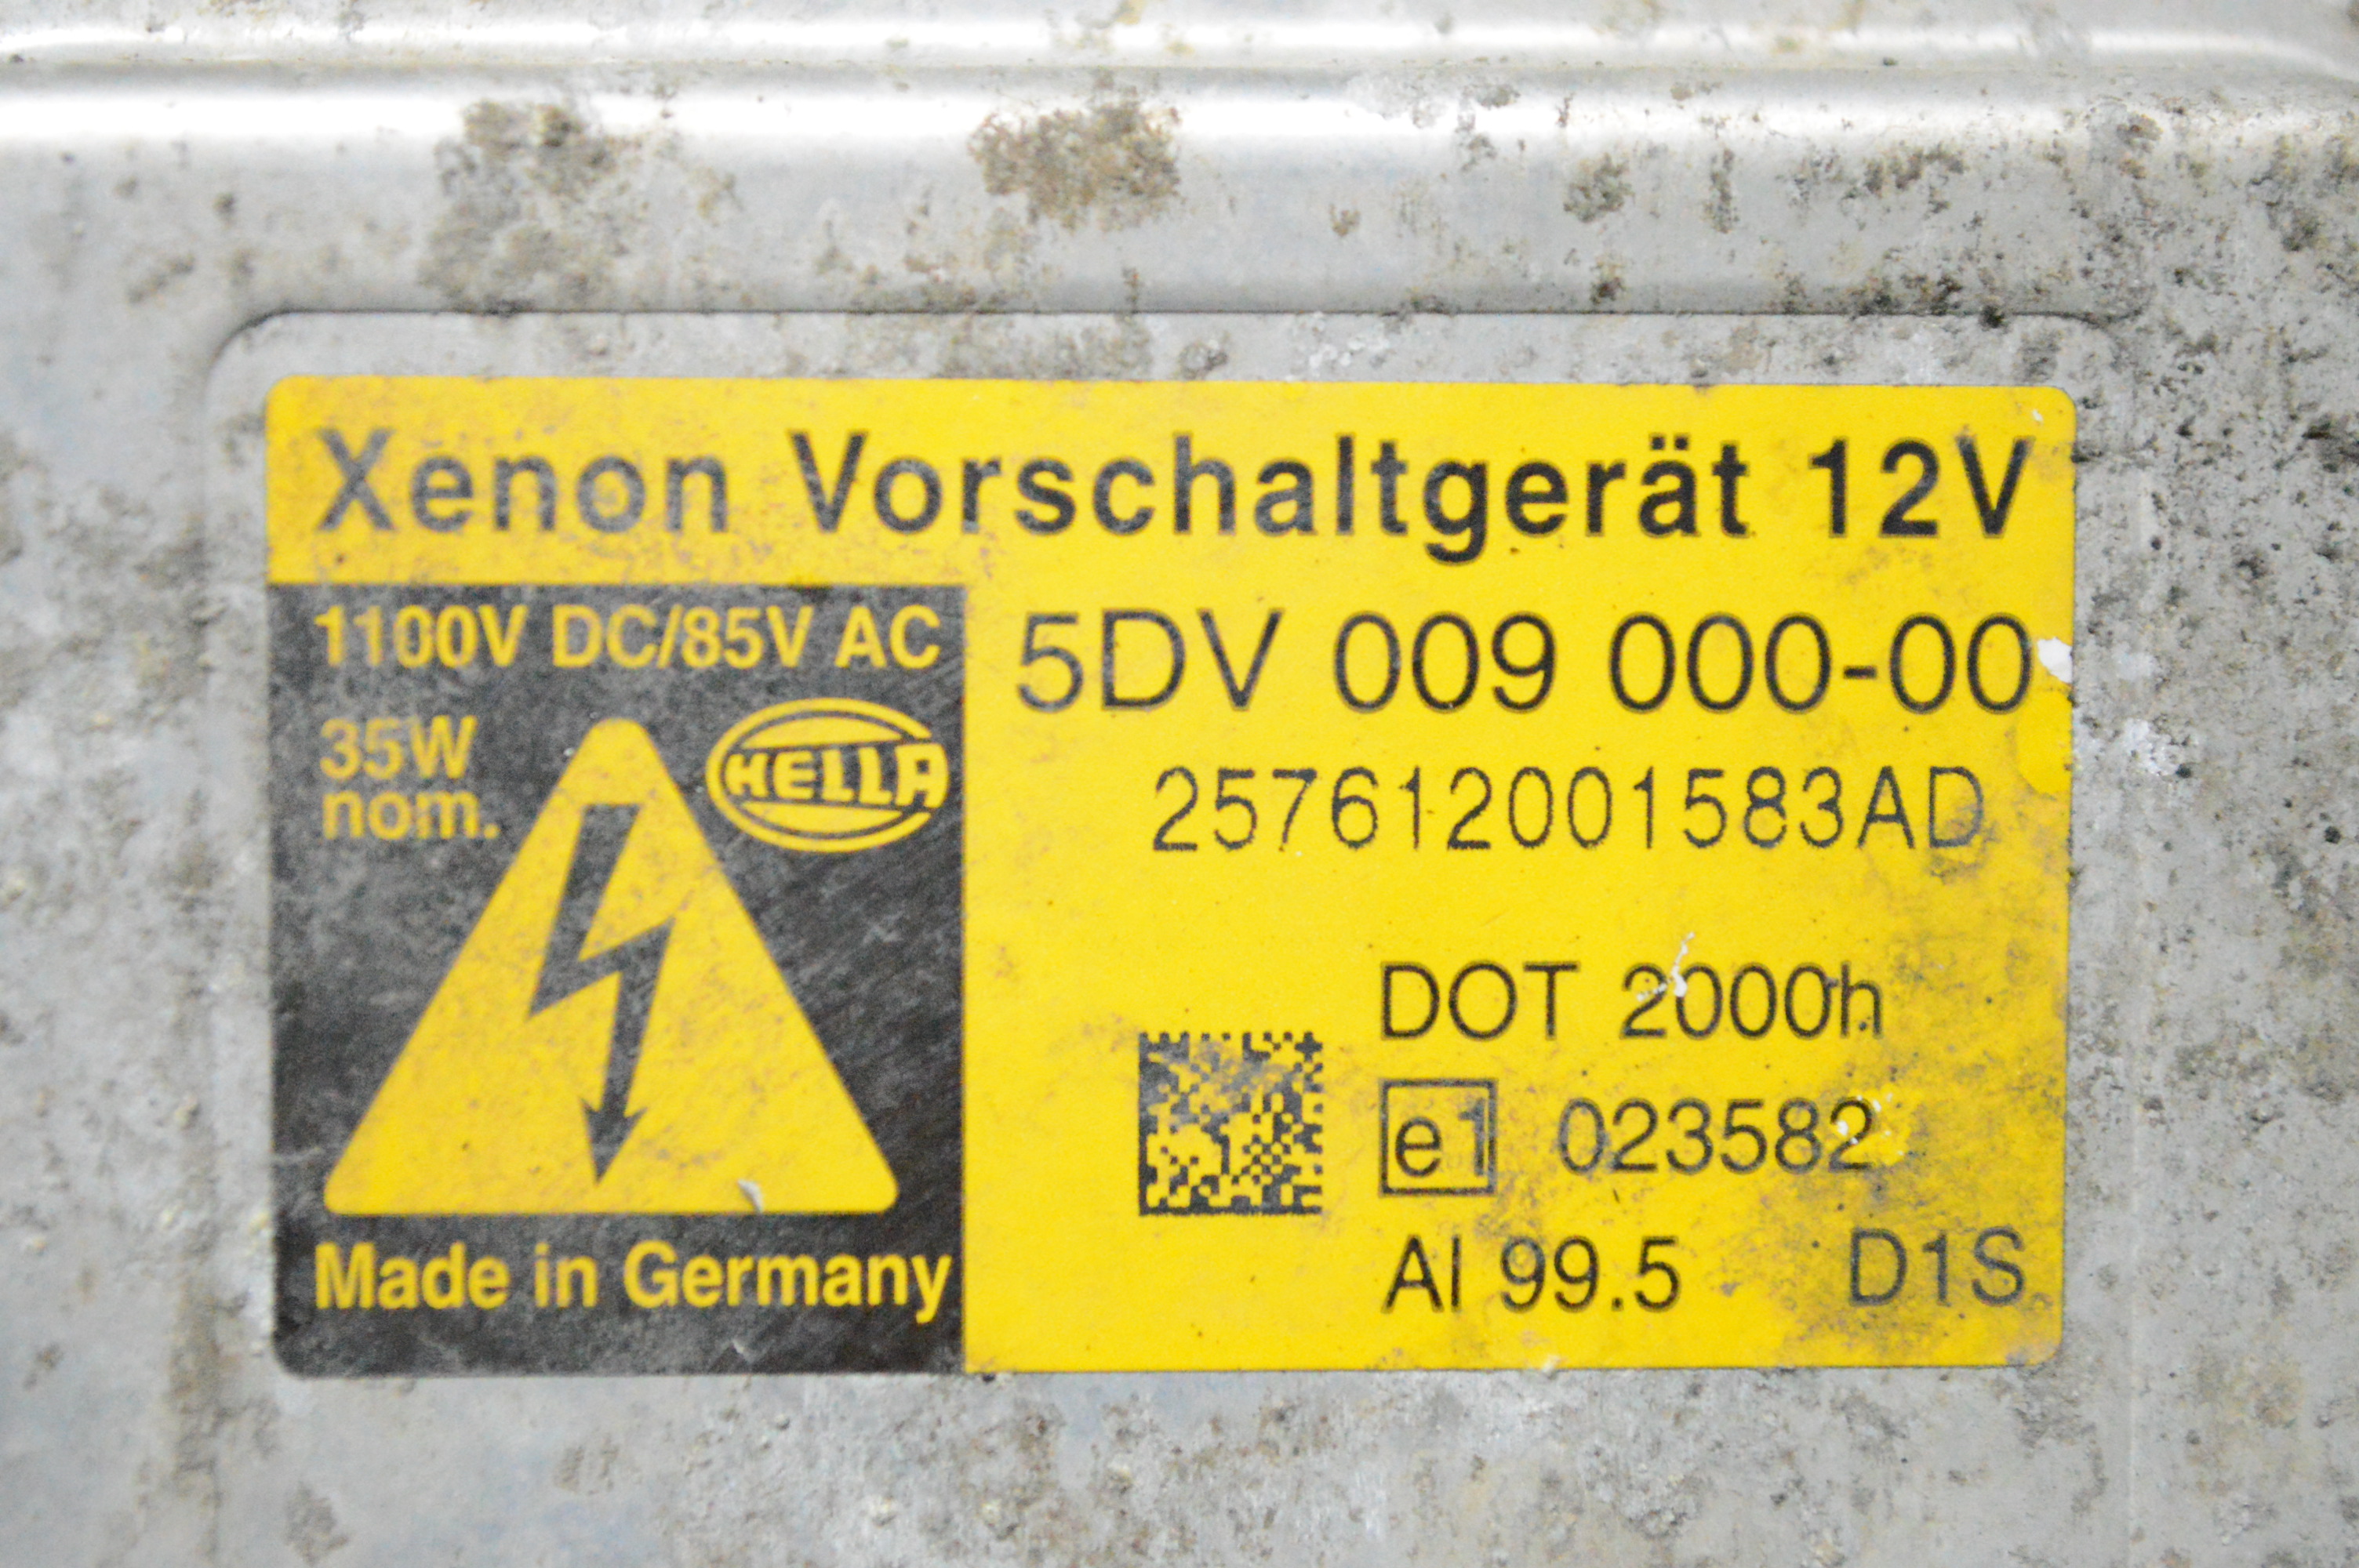 Xenon Vorschaltgerät 12V
1100V DC/85V AC
35W
nom.
HELLA
Made in Germany
5DV 009 000-00
257612001583AD
DOT 2000h
e1 023582
Al 99.5 D1S